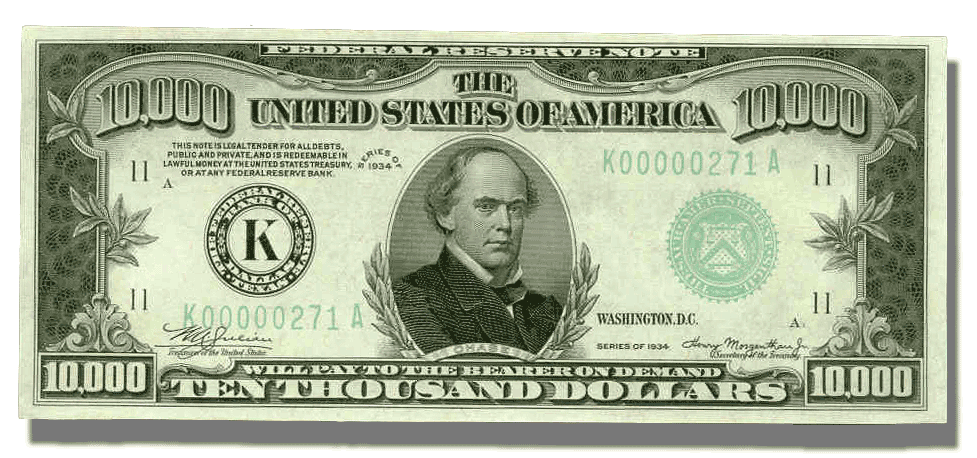 FEDERAL RESERVE NOTE
10,000
THE
UNITED STATES OF AMERICA
10,000
THIS NOTE IS LEGAL TENDER FOR ALL DEBTS,
PUBLIC AND PRIVATE, AND IS REDEEMABLE IN
LAWFUL MONEY AT THE UNITED STATES TREASURY,
OR AT ANY FEDERAL RESERVE BANK.
SERIES OF
1934
K00000271 A
11
A
11
FEDERAL RESERVE
BANK OF
K
DALLAS
TEXAS
11
K00000271 A
WASHINGTON, D.C.
11
A
Treasurer of the United States.
SERIES OF 1934
Henry Morgenthau Jr
Secretary of the Treasury.
CHASE
10,000
WILL PAY TO THE BEARER ON DEMAND
TEN THOUSAND DOLLARS
10,000